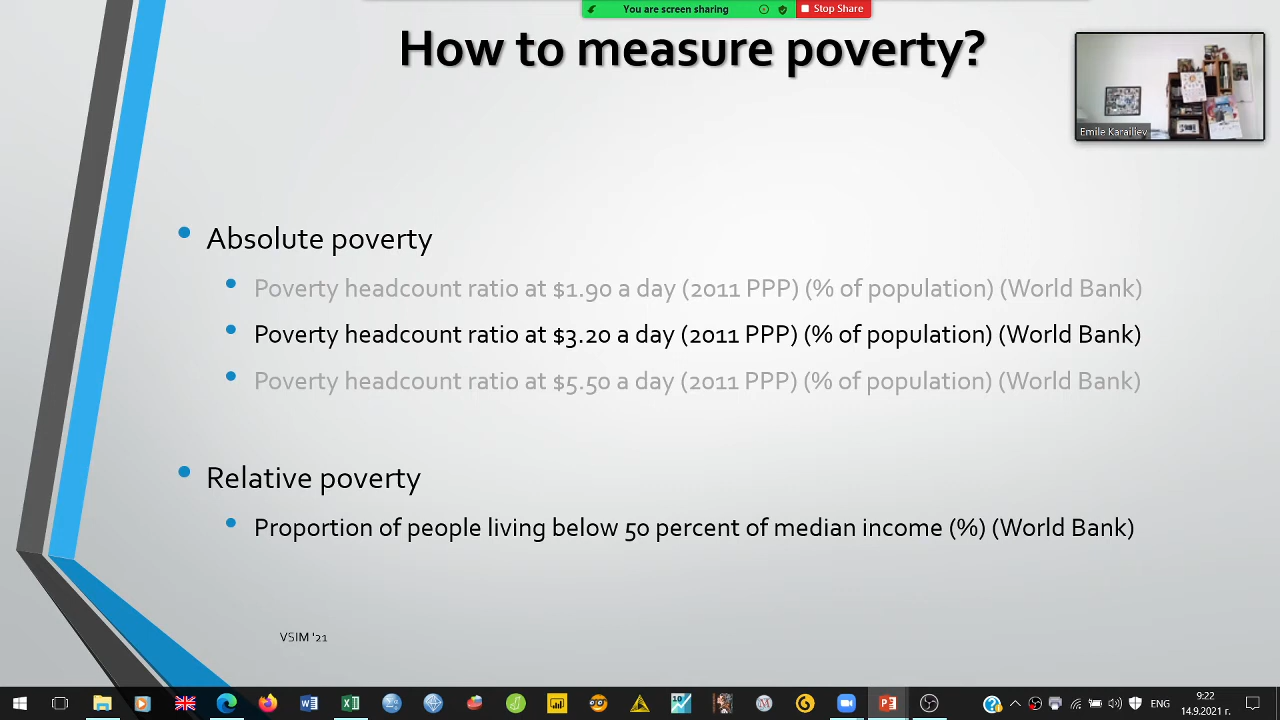 You are screen sharing
Stop Share
How to measure poverty?
Emile Karailiev
Absolute poverty
Poverty headcount ratio at $1.90 a day (2011 PPP) (% of population) (World Bank)
Poverty headcount ratio at $3.20 a day (2011 PPP) (% of population) (World Bank)
Poverty headcount ratio at $5.50 a day (2011 PPP) (% of population) (World Bank)
Relative poverty
Proportion of people living below 50 percent of median income (%) (World Bank)
VSIM '21
10
ENG
9:22
14.9.2021 г.